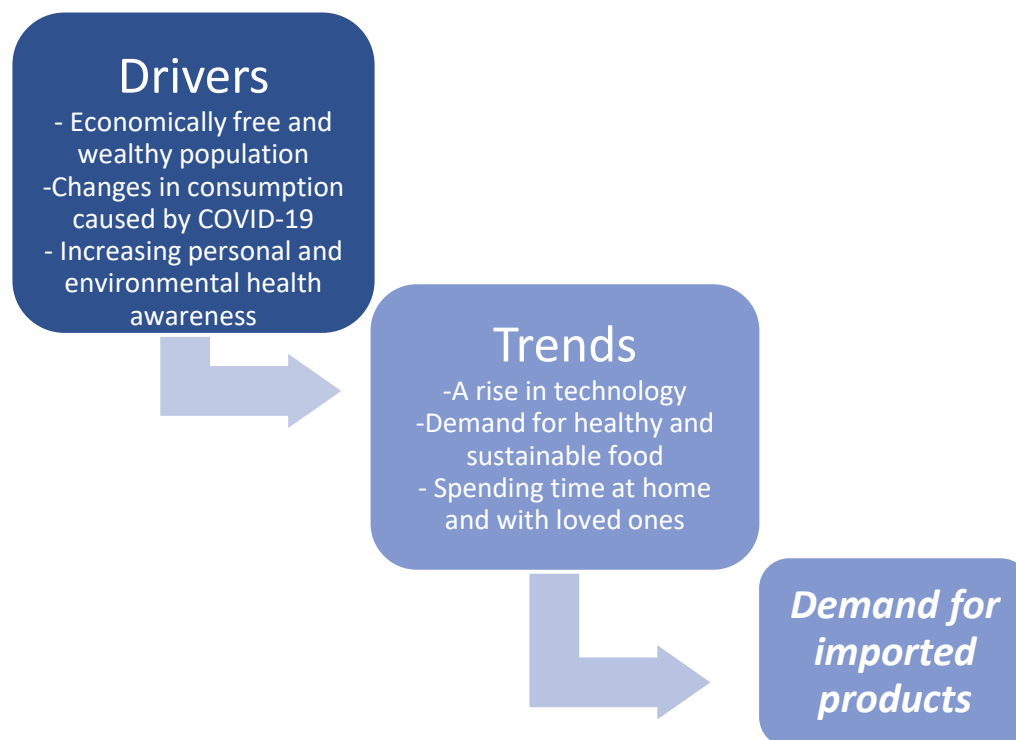 Drivers
- Economically free and
wealthy population
-Changes in consumption
caused by COVID-19
- Increasing personal and
environmental health
awareness
Trends
-A rise in technology
-Demand for healthy and
sustainable food
- Spending time at home
and with loved ones
Demand for
imported
products